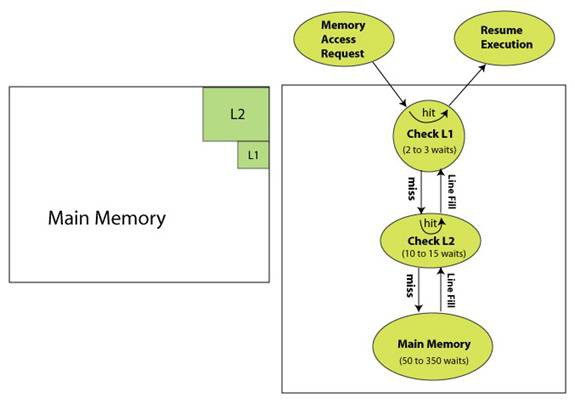 L2
L1
Main Memory
Memory
Access
Request
Resume
Execution
hit
Check L1
(2 to 3 waits)
miss
Line Fill
hit
Check L2
(10 to 15 waits)
miss
Line Fill
Main Memory
(50 to 350 waits)